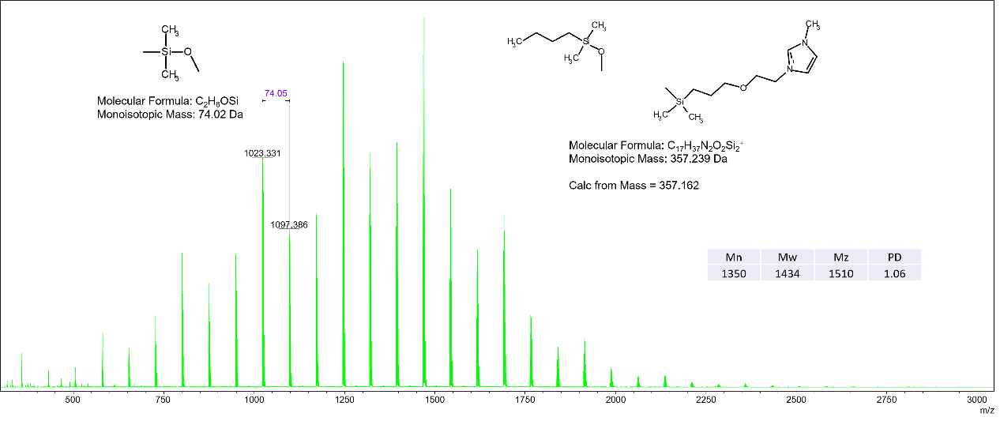 CH₃
Si
O
CH₃
Molecular Formula: C₂H₆OSi
Monoisotopic Mass: 74.02 Da
74.05
1023.331
1097.386
H₃C
CH₃
Si
H₃C
O
CH₃
N
N
O
Si
H₃C
CH₃
Molecular Formula: C₁₇H₃₇N₂O₂Si₂⁺
Monoisotopic Mass: 357.239 Da
Calc from Mass = 357.162
Mn Mw Mz PD
1350 1434 1510 1.06
500 750 1000 1250 1500 1750 2000 2250 2500 2750 3000
m/z